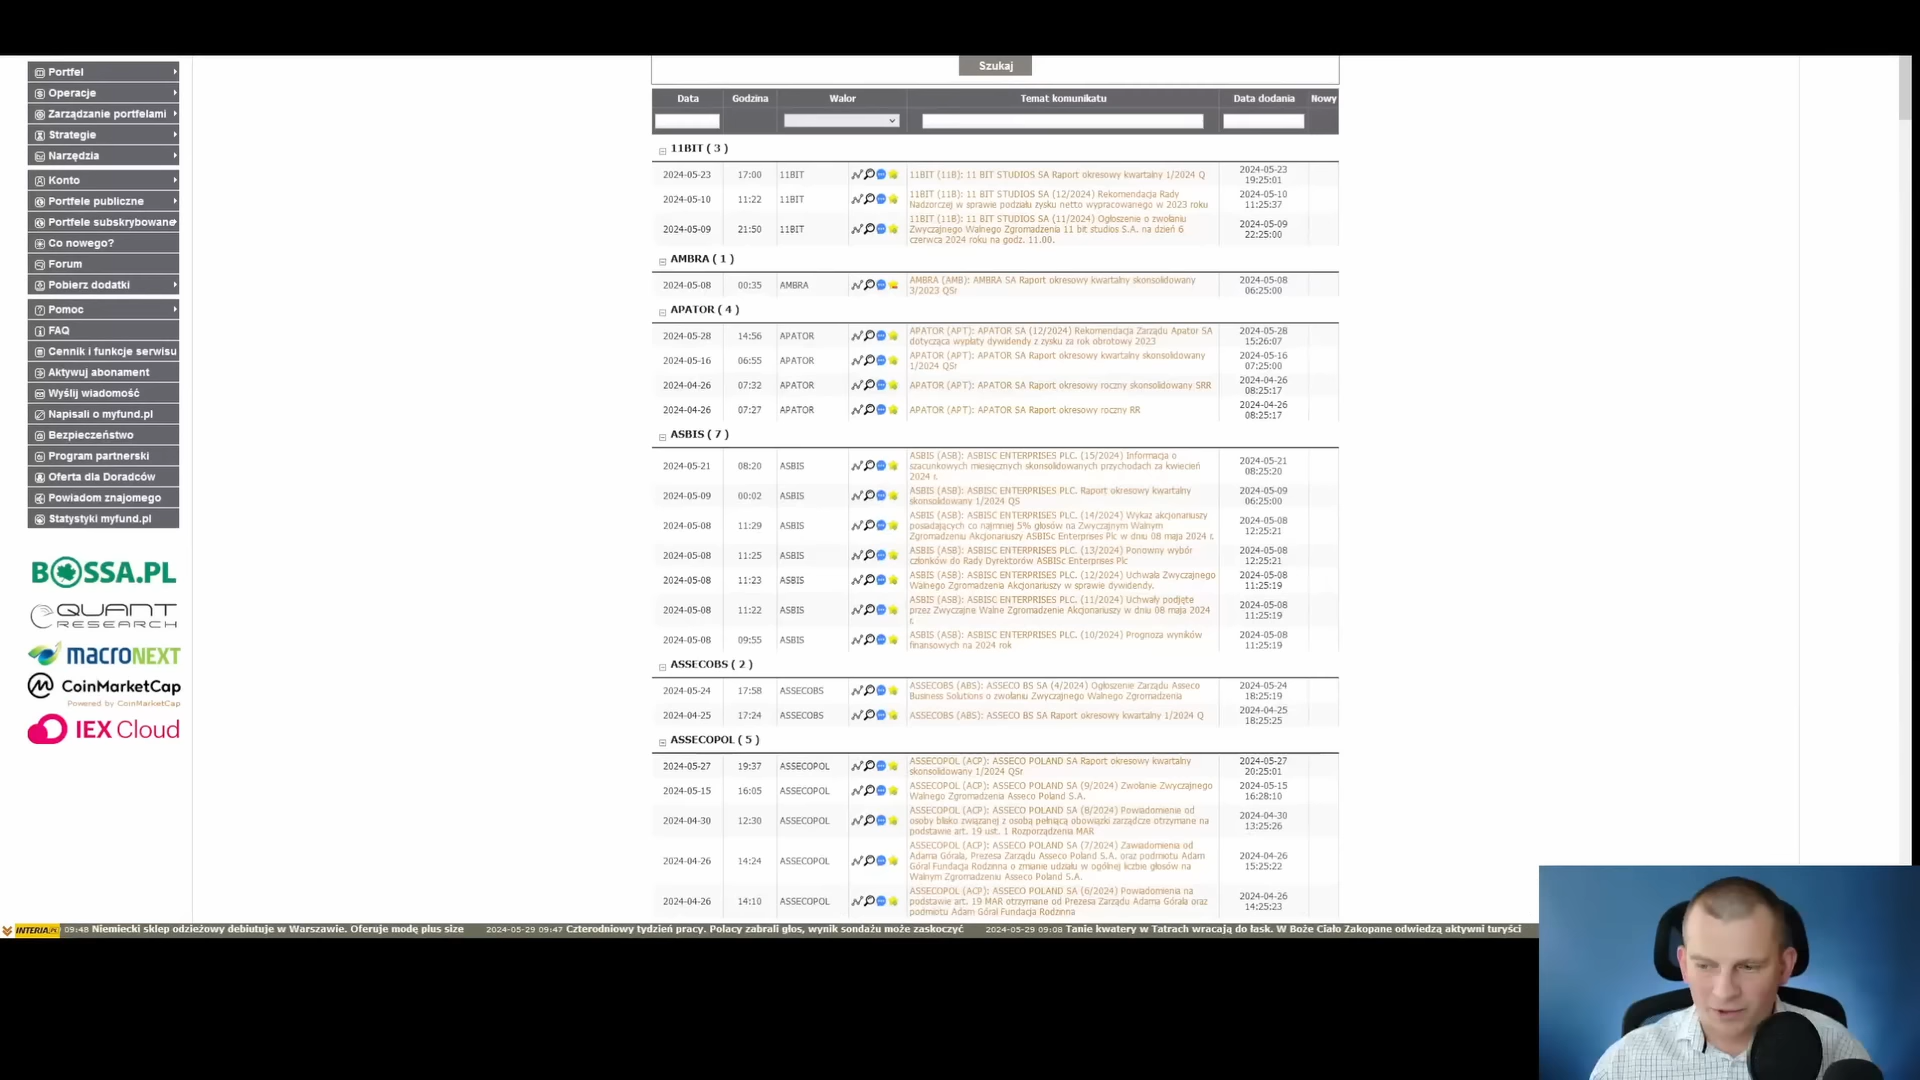 Portfel
Operacje
Zarządzanie portfelami
Strategie
Narzędzia
Konto
Portfele publiczne
Portfele subskrybowane
Co nowego?
Forum
Pobierz dodatki
Pomoc
FAQ
Cennik i funkcje serwisu
Aktywuj abonament
Wyślij wiadomość
Napisali o myfund.pl
Bezpieczeństwo
Program partnerski
Oferta dla Doradców
Powiadom znajomego
Statystyki myfund.pl
BOSSA.PL
QUANT
RESEARCH
MACRONEXT
CoinMarketCap
Powered by CoinMarketCap
IEX Cloud
Szukaj
Data Godzina Walor Temat komunikatu Data dodania Nowy
11BIT ( 3 )
2024-05-23 17:00 11BIT 11BIT (11B): 11 BIT STUDIOS SA Raport okresowy kwartalny 1/2024 Q 2024-05-23
19:25:01
2024-05-10 11:22 11BIT 11BIT (11B): 11 BIT STUDIOS SA (12/2024) Rekomendacja Rady 2024-05-10
Nadzorczej w sprawie podziału zysku netto wypracowanego w 2023 roku 11:25:37
2024-05-09 21:50 11BIT 11BIT (11B): 11 BIT STUDIOS SA (11/2024) Ogłoszenie o zwołaniu 2024-05-09
Zwyczajnego Walnego Zgromadzenia 11 bit studios S.A. na dzień 6 22:25:00
czerwca 2024 roku na godz. 11.00.
AMBRA ( 1 )
2024-05-08 00:35 AMBRA AMBRA (AMB): AMBRA SA Raport okresowy kwartalny skonsolidowany 2024-05-08
3/2023 QSr 06:25:00
APATOR ( 4 )
2024-05-28 14:56 APATOR APATOR (APT): APATOR SA (12/2024) Rekomendacja Zarządu Apator SA 2024-05-28
dotycząca wypłaty dywidendy z zysku za rok obrotowy 2023 15:26:07
2024-05-16 06:55 APATOR APATOR (APT): APATOR SA Raport okresowy kwartalny skonsolidowany 2024-05-16
1/2024 QSr 07:25:00
2024-04-26 07:32 APATOR APATOR (APT): APATOR SA Raport okresowy roczny skonsolidowany SRR 2024-04-26
08:25:17
2024-04-26 07:27 APATOR APATOR (APT): APATOR SA Raport okresowy roczny RR 2024-04-26
08:25:17
ASBIS ( 7 )
2024-05-21 08:20 ASBIS ASBIS (ASB): ASBISC ENTERPRISES PLC. (15/2024) Informacja o 2024-05-21
szacunkowych miesięcznych skonsolidowanych przychodach za kwiecień 08:25:20
2024 r.
2024-05-09 00:02 ASBIS ASBIS (ASB): ASBISC ENTERPRISES PLC. Raport okresowy kwartalny 2024-05-09
skonsolidowany 1/2024 QS 06:25:00
2024-05-08 11:29 ASBIS ASBIS (ASB): ASBISC ENTERPRISES PLC. (14/2024) Wykaz akcjonariuszy 2024-05-08
posiadających co najmniej 5% głosów na Zwyczajnym Walnym 12:25:21
Zgromadzeniu Akcjonariuszy ASBISc Enterprises Plc w dniu 08 maja 2024 r.
2024-05-08 11:25 ASBIS ASBIS (ASB): ASBISC ENTERPRISES PLC. (13/2024) Ponowny wybór 2024-05-08
członków do Rady Dyrektorów ASBISc Enterprises Plc 12:25:21
2024-05-08 11:23 ASBIS ASBIS (ASB): ASBISC ENTERPRISES PLC. (12/2024) Uchwała Zwyczajnego 2024-05-08
Walnego Zgromadzenia Akcjonariuszy w sprawie dywidendy. 11:25:19
2024-05-08 11:22 ASBIS ASBIS (ASB): ASBISC ENTERPRISES PLC. (11/2024) Uchwały podjęte 2024-05-08
przez Zwyczajne Walne Zgromadzenie Akcjonariuszy w dniu 08 maja 2024 11:25:19
r.
2024-05-08 09:55 ASBIS ASBIS (ASB): ASBISC ENTERPRISES PLC. (10/2024) Prognoza wyników 2024-05-08
finansowych na 2024 rok 11:25:19
ASSECOBS ( 2 )
2024-05-24 17:58 ASSECOBS ASSECOBS (ABS): ASSECO BS SA (4/2024) Ogłoszenie Zarządu Asseco 2024-05-24
Business Solutions o zwołaniu Zwyczajnego Walnego Zgromadzenia 18:25:19
2024-04-25 17:24 ASSECOBS ASSECOBS (ABS): ASSECO BS SA Raport okresowy kwartalny 1/2024 Q 2024-04-25
18:25:25
ASSECOPOL ( 5 )
2024-05-27 19:37 ASSECOPOL ASSECOPOL (ACP): ASSECO POLAND SA Raport okresowy kwartalny 2024-05-27
skonsolidowany 1/2024 QSr 20:25:01
2024-05-15 16:05 ASSECOPOL ASSECOPOL (ACP): ASSECO POLAND SA (9/2024) Zwołanie Zwyczajnego 2024-05-15
Walnego Zgromadzenia Asseco Poland S.A. 16:28:10
2024-04-30 12:30 ASSECOPOL ASSECOPOL (ACP): ASSECO POLAND SA (8/2024) Powiadomienie od 2024-04-30
osoby blisko związanej z osobą pełniącą obowiązki zarządcze otrzymane na 13:25:26
podstawie art. 19 ust. 1 Rozporządzenia MAR
2024-04-26 14:24 ASSECOPOL ASSECOPOL (ACP): ASSECO POLAND SA (7/2024) Zawiadomienia od 2024-04-26
Adama Górala, Prezesa Zarządu Asseco Poland S.A. oraz podmiotu Adam 15:25:22
Góral Fundacja Rodzinna o zmianie udziału w ogólnej liczbie głosów na
Walnym Zgromadzeniu Asseco Poland S.A.
2024-04-26 14:10 ASSECOPOL ASSECOPOL (ACP): ASSECO POLAND SA (6/2024) Powiadomienia na 2024-04-26
podstawie art. 19 MAR otrzymane od Prezesa Zarządu Adama Górala oraz 14:25:23
podmiotu Adam Góral Fundacja Rodzinna
INTERIA.PL 09:48 Niemiecki sklep odzieżowy debiutuje w Warszawie. Oferuje modę plus size 2024-05-29 09:47 Czterodniowy tydzień pracy. Polacy zabrali głos, wynik sondażu może zaskoczyć 2024-05-29 09:08 Tanie kwatery w Tatrach wracają do łask. W Boże Ciało Zakopane odwiedzą aktywni turyści